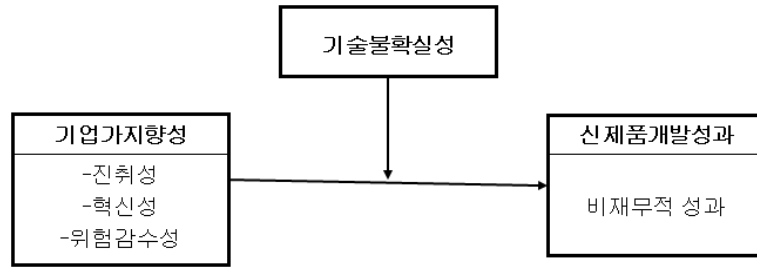 기술불확실성
기업가지향성
-진취성
-혁신성
-위험감수성
신제품개발성과
비재무적 성과